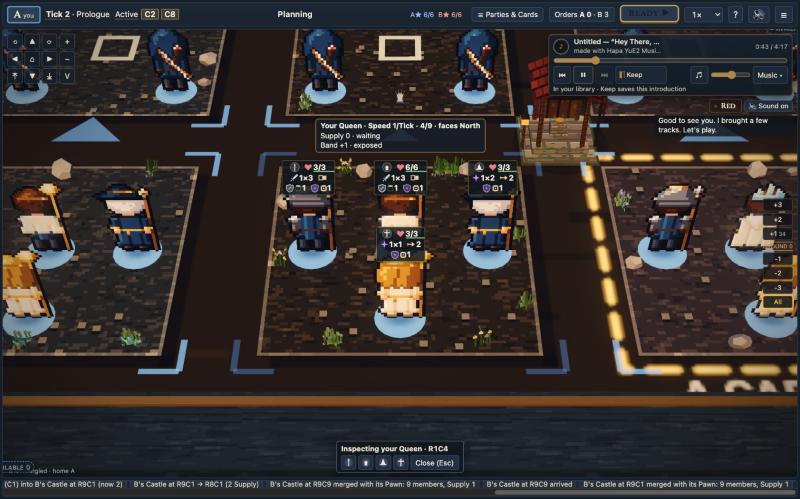 A you
Tick 2 · Prologue Active C2 C8
Planning
A★ 6/6 B★ 6/6
≡ Parties & Cards
Orders A 0 · B 3
READY ▶
1×
?
≡
Untitled — “Hey There, ...
made with Hapa YuE2 Musi...
0:43 / 4:17
Keep
Music
In your library · Keep saves this introduction
RED
Sound on
Good to see you. I brought a few
tracks. Let's play.
Your Queen · Speed 1/Tick · 4/9 · faces North
Supply 0 · waiting
Band +1 · exposed
3/3
1×3
1
6/6
1×3
1
3/3
1×2 →2
1
3/3
1×1 →2
1
+3
+2
+1
-1
-2
-3
All
V
Inspecting your Queen · R1C4
Close (Esc)
· home A
(C1) into B's Castle at R9C1 (now 2)
B's Castle at R9C1 → R8C1 (2 Supply)
B's Castle at R9C9 merged with its Pawn: 9 members, Supply 1
B's Castle at R9C9 arrived
B's Castle at R9C1 merged with its Pawn: 9 members, Supply 1